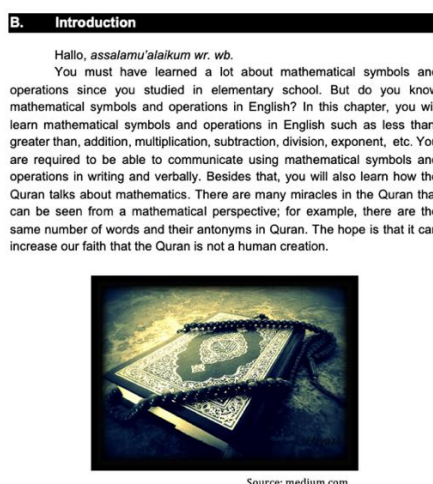 B. Introduction
Hallo, assalamu'alaikum wr. wb.
You must have learned a lot about mathematical symbols an
operations since you studied in elementary school. But do you know
mathematical symbols and operations in English? In this chapter, you wi
learn mathematical symbols and operations in English such as less than
greater than, addition, multiplication, subtraction, division, exponent, etc. You
are required to be able to communicate using mathematical symbols an
operations in writing and verbally. Besides that, you will also learn how the
Quran talks about mathematics. There are many miracles in the Quran tha
can be seen from a mathematical perspective; for example, there are the
same number of words and their antonyms in Quran. The hope is that it can
increase our faith that the Quran is not a human creation.
Source: medium.com